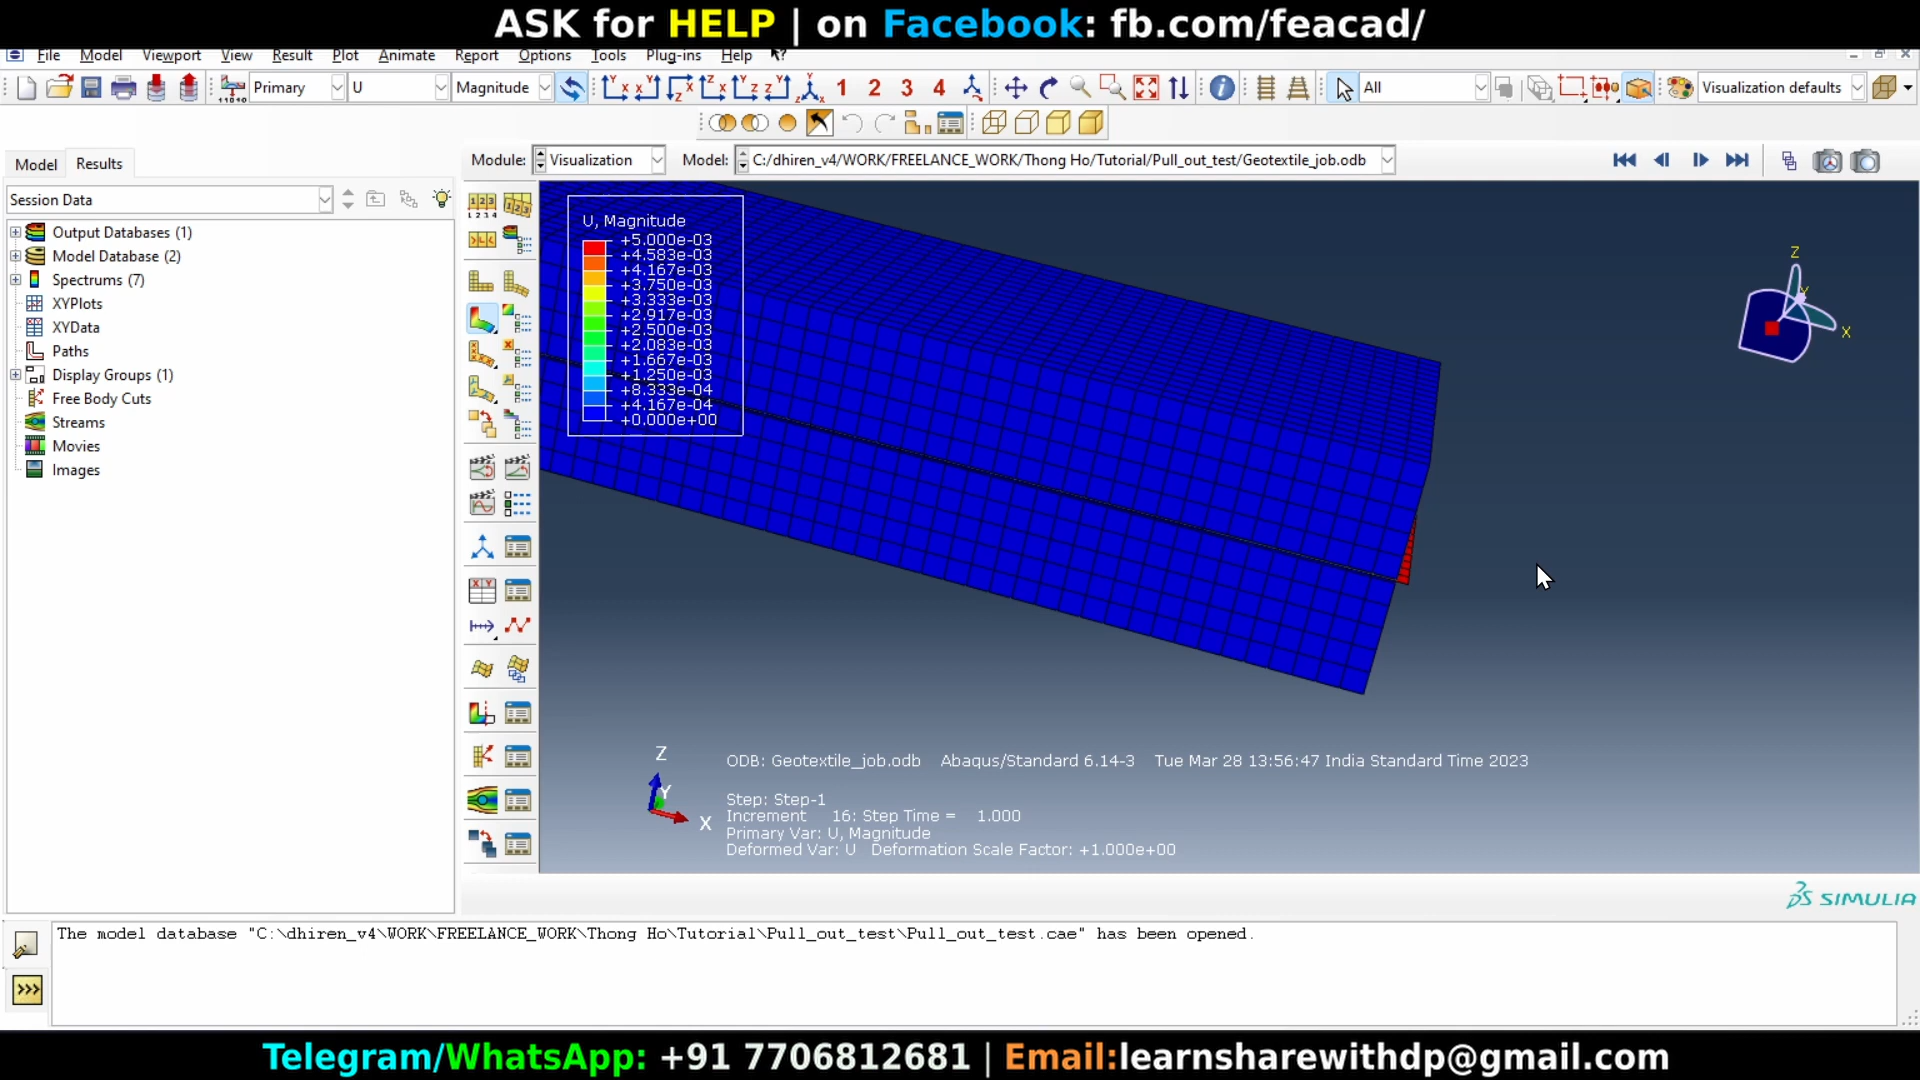 ASK for HELP | on Facebook: fb.com/feacad/
File Model Viewport View Result Plot Animate Report Options Tools Plug-ins Help
Primary U Magnitude 1 2 3 4 All Visualization defaults
Model Results
Module: Visualization Model: C:/dhiren_v4/WORK/FREELANCE_WORK/Thong Ho/Tutorial/Pull_out_test/Geotextile_job.odb
Session Data
Output Databases (1)
Model Database (2)
Spectrums (7)
XYPlots
XYData
Paths
Display Groups (1)
Free Body Cuts
Streams
Movies
Images
U, Magnitude
+5.000e-03
+4.583e-03
+4.167e-03
+3.750e-03
+3.333e-03
+2.917e-03
+2.500e-03
+2.083e-03
+1.667e-03
+1.250e-03
+8.333e-04
+4.167e-04
+0.000e+00
Z
Y
X
Z
Y
X
ODB: Geotextile_job.odb Abaqus/Standard 6.14-3 Tue Mar 28 13:56:47 India Standard Time 2023
Step: Step-1
Increment 16: Step Time = 1.000
Primary Var: U, Magnitude
Deformed Var: U Deformation Scale Factor: +1.000e+00
SIMULIA
The model database "C:\dhiren_v4\WORK\FREELANCE_WORK\Thong Ho\Tutorial\Pull_out_test\Pull_out_test.cae" has been opened.
>>>
Telegram/WhatsApp: +91 7706812681 | Email:learnsharewithdp@gmail.com